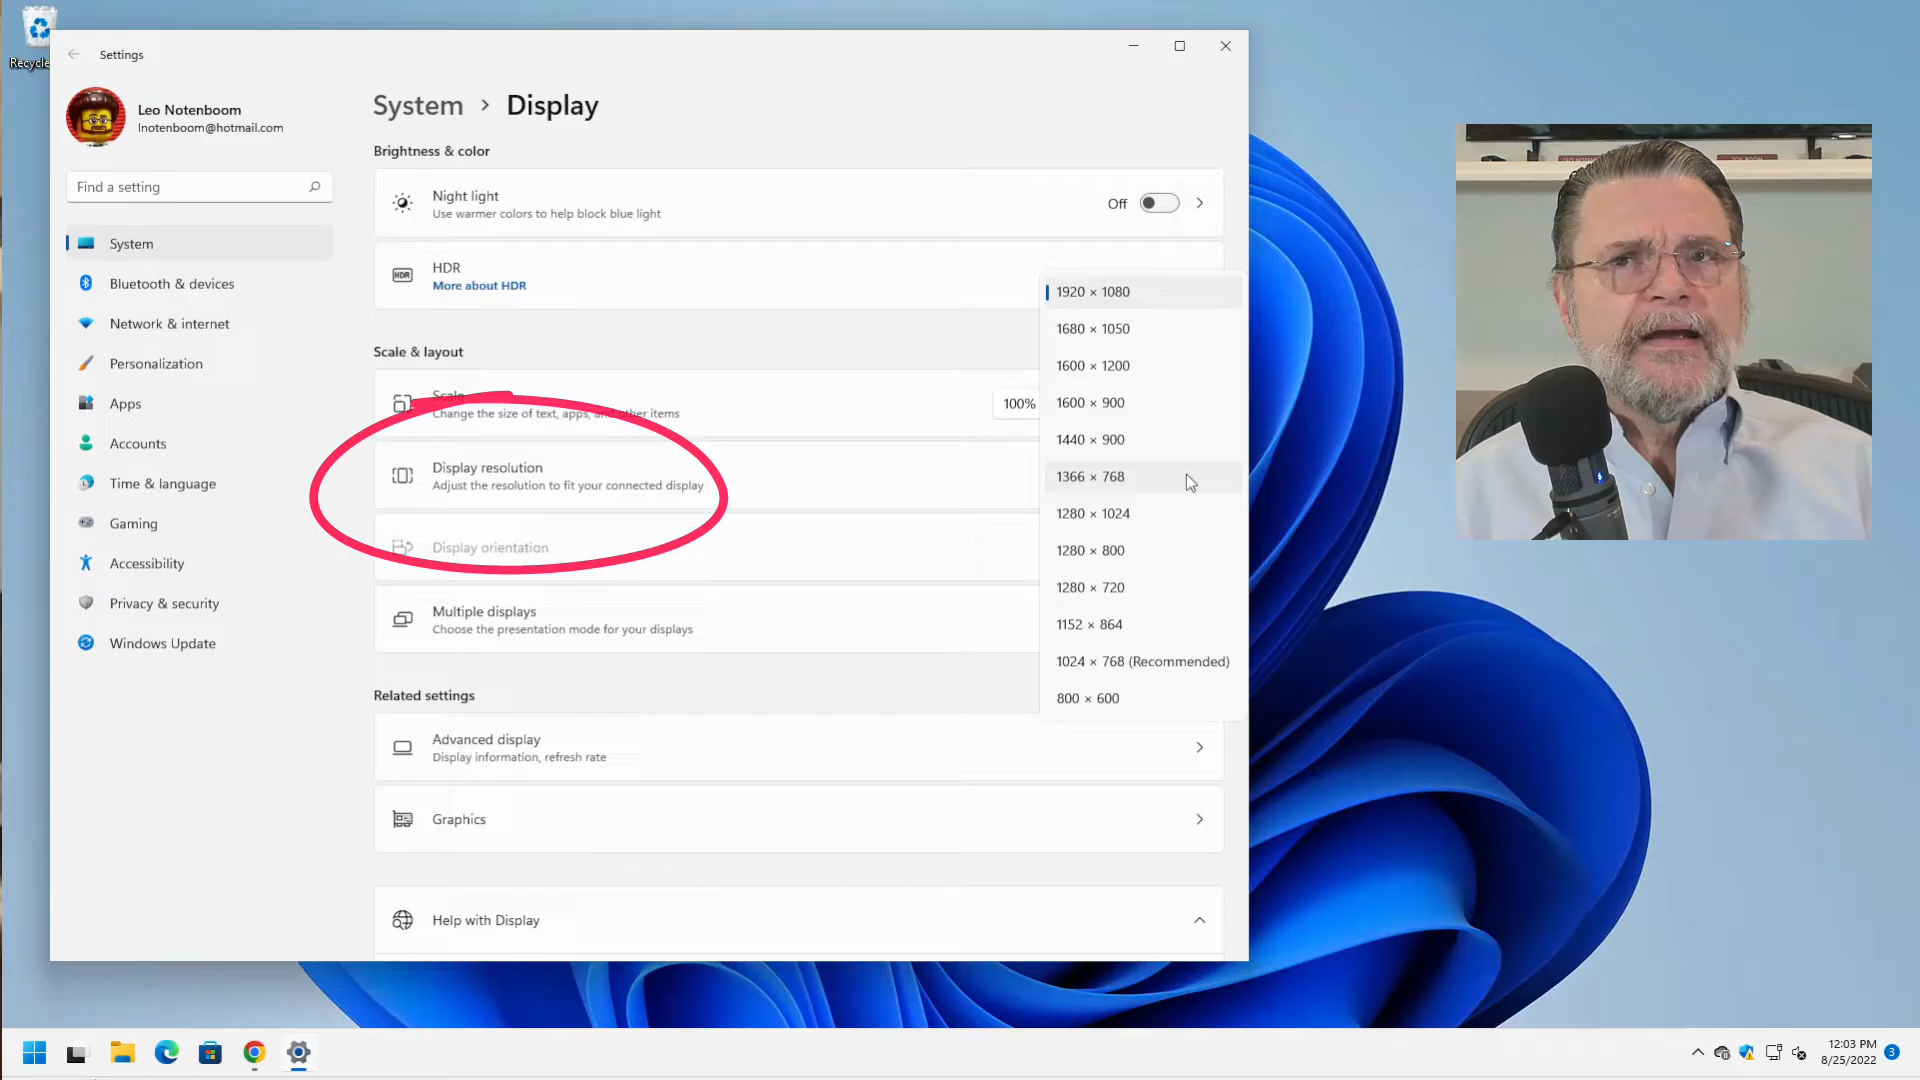 Recycle
Settings
Leo Notenboom
lnotenboom@hotmail.com
Find a setting
System
Bluetooth & devices
Network & internet
Personalization
Apps
Accounts
Time & language
Gaming
Accessibility
Privacy & security
Windows Update
System > Display
Brightness & color
Night light
Use warmer colors to help block blue light
Off
HDR
HDR
More about HDR
Scale & layout
Scale
Change the size of text, apps, and other items
100%
Display resolution
Adjust the resolution to fit your connected display
Display orientation
Multiple displays
Choose the presentation mode for your displays
1920 × 1080
1680 × 1050
1600 × 1200
1600 × 900
1440 × 900
1366 × 768
1280 × 1024
1280 × 800
1280 × 720
1152 × 864
1024 × 768 (Recommended)
800 × 600
Related settings
Advanced display
Display information, refresh rate
Graphics
Help with Display
12:03 PM
8/25/2022
3